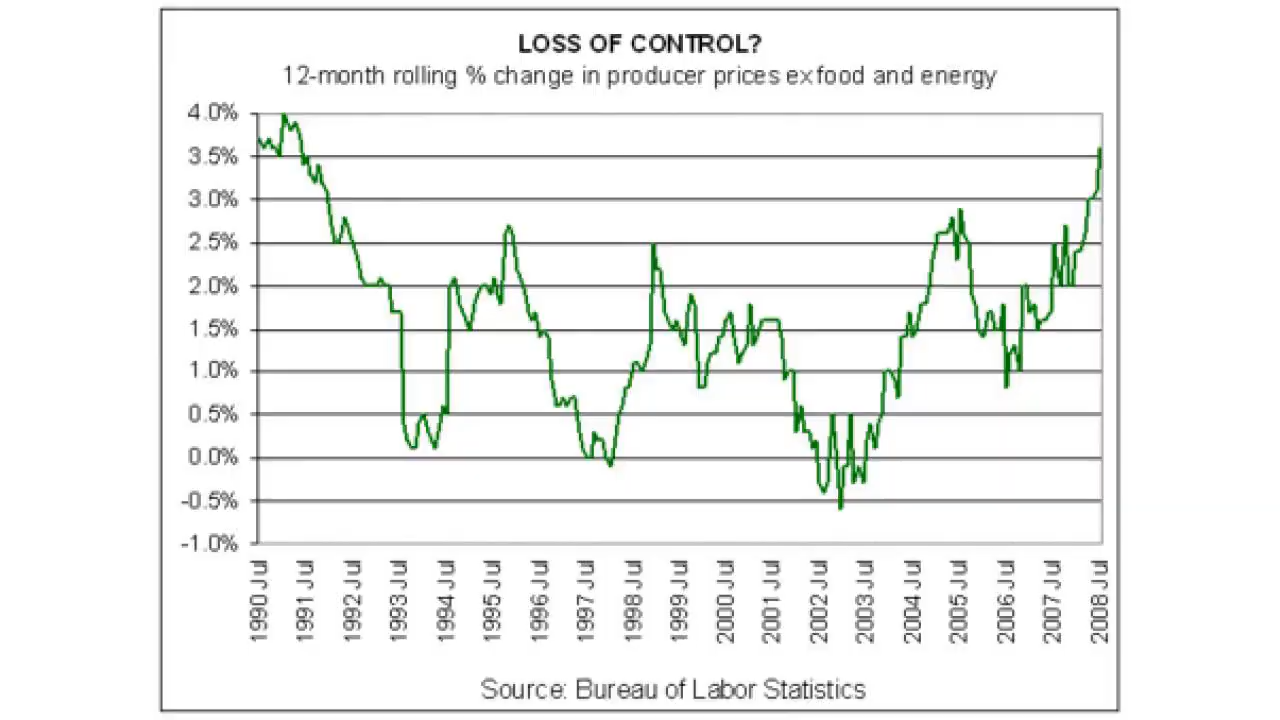 LOSS OF CONTROL?
12-month rolling % change in producer prices ex food and energy
4.0%
3.5%
3.0%
2.5%
2.0%
1.5%
1.0%
0.5%
0.0%
-0.5%
-1.0%
1990 Jul
1991 Jul
1992 Jul
1993 Jul
1994 Jul
1995 Jul
1996 Jul
1997 Jul
1998 Jul
1999 Jul
2000 Jul
2001 Jul
2002 Jul
2003 Jul
2004 Jul
2005 Jul
2006 Jul
2007 Jul
2008 Jul
Source: Bureau of Labor Statistics